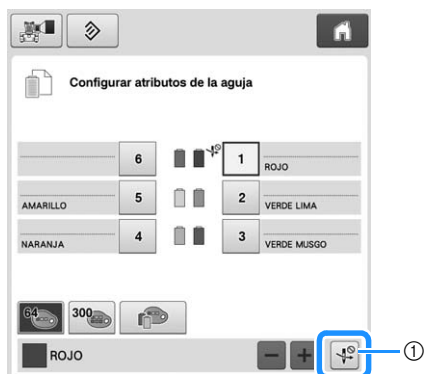 Configurar atributos de la aguja
6
1
ROJO
AMARILLO
5
2
VERDE LIMA
NARANJA
4
3
VERDE MUSGO
64
300
ROJO
①